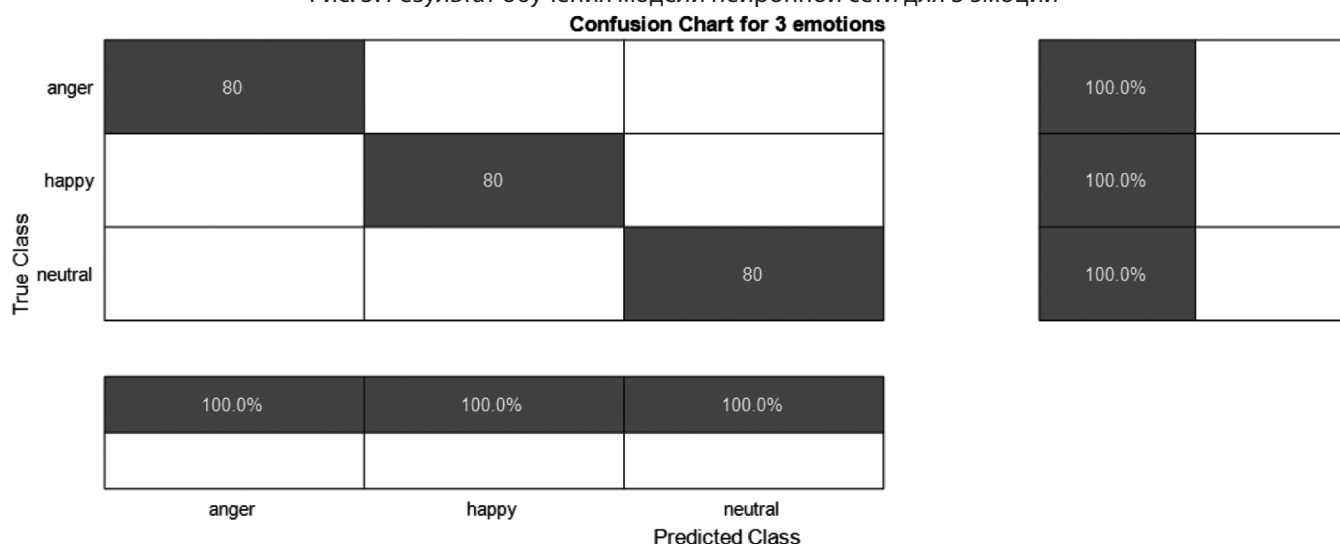 Confusion Chart for 3 emotions
anger 80 100.0%
happy 80 100.0%
neutral 80 100.0%
True Class
100.0% 100.0% 100.0%
anger happy neutral
Predicted Class